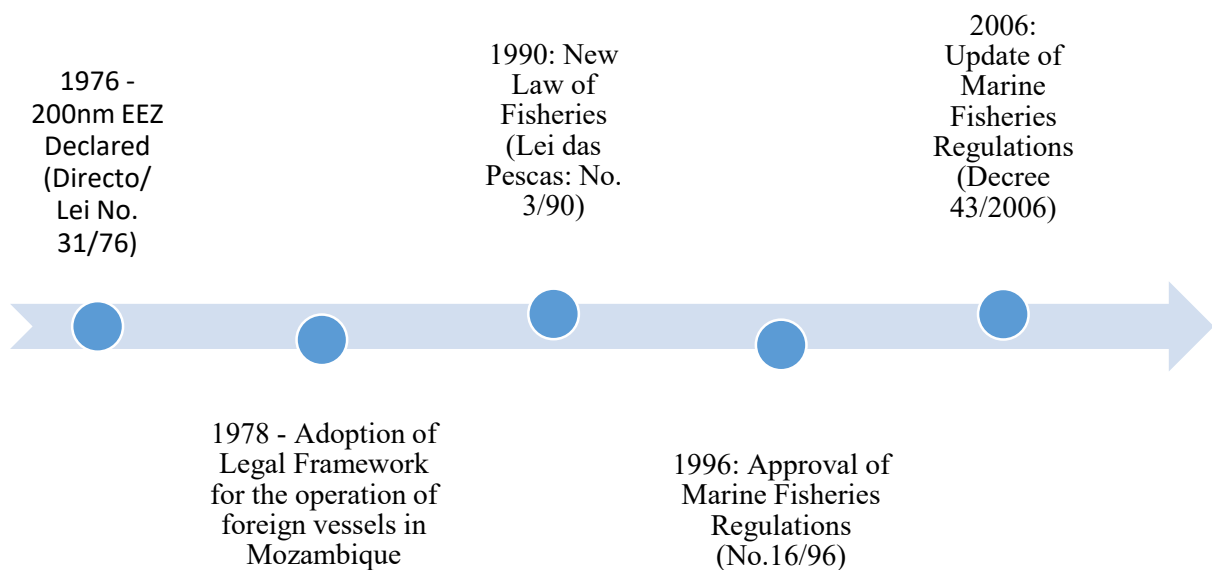 1976 -
200nm EEZ
Declared
(Directo/
Lei No.
31/76)
1978 - Adoption of
Legal Framework
for the operation of
foreign vessels in
Mozambique
1990: New
Law of
Fisheries
(Lei das
Pescas: No.
3/90)
1996: Approval of
Marine Fisheries
Regulations
(No.16/96)
2006:
Update of
Marine
Fisheries
Regulations
(Decree
43/2006)